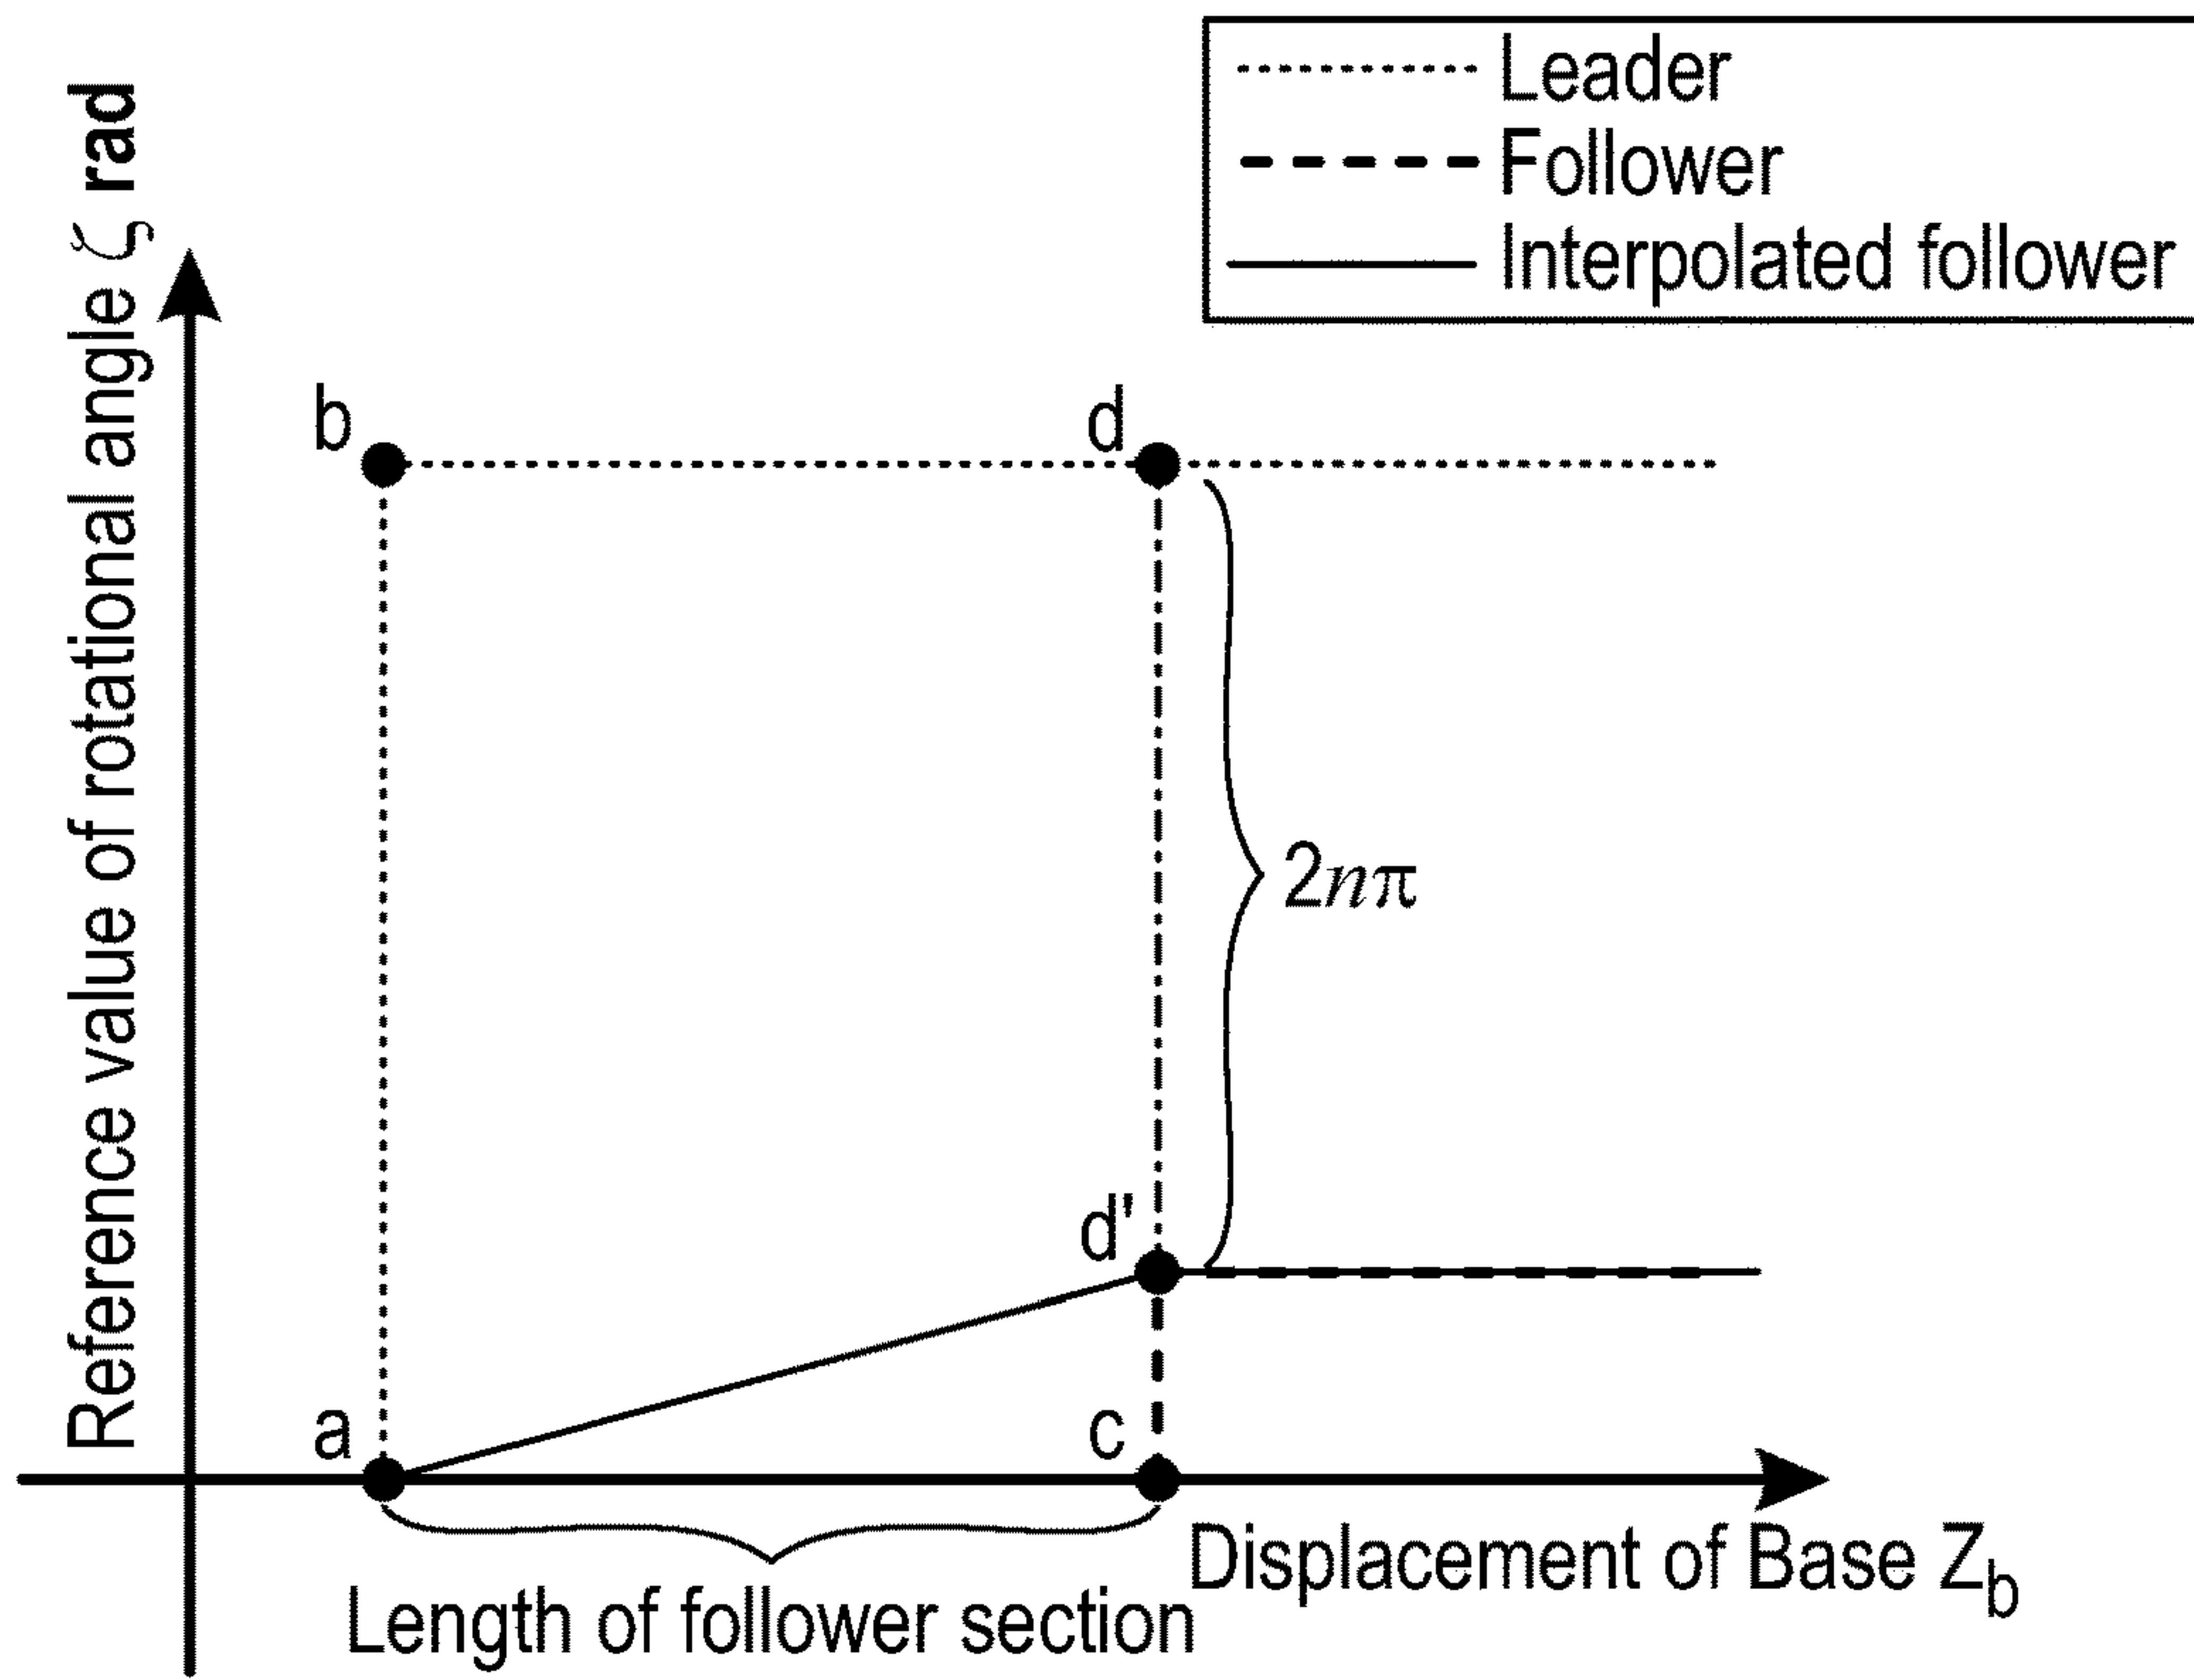 Leader
Follower
Interpolated follower
Reference value of rotational angle ζ rad
b
d
2nπ
d'
a
c
Displacement of Base Zb
Length of follower section